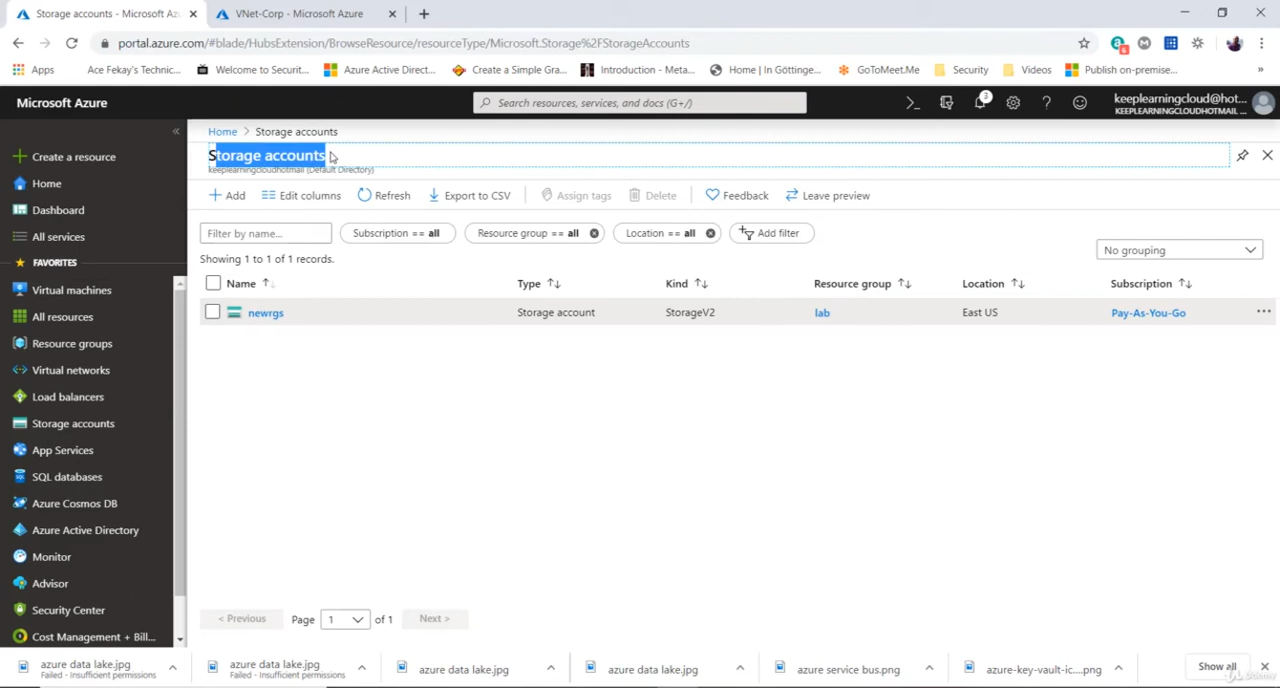 Storage accounts - Microsoft Azu
VNet-Corp - Microsoft Azure
portal.azure.com/#blade/HubsExtension/BrowseResource/resourceType/Microsoft.Storage%2FStorageAccounts
6
Apps
Ace Fekay's Technic...
Welcome to Securit...
Azure Active Direct...
Create a Simple Gra...
Introduction - Meta...
Home | In Göttinge...
GoToMeet.Me
Security
Videos
Publish on-premise...
»
Microsoft Azure
Search resources, services, and docs (G+/)
3
keeplearningcloud@hot...
KEEPLEARNINGCLOUDHOTMAIL ...
Create a resource
Home
Dashboard
All services
FAVORITES
Virtual machines
All resources
Resource groups
Virtual networks
Load balancers
Storage accounts
App Services
SQL databases
Azure Cosmos DB
Azure Active Directory
Monitor
Advisor
Security Center
Cost Management + Bill...
Home > Storage accounts
Storage accounts
keeplearningcloudhotmail (Default Directory)
Add
Edit columns
Refresh
Export to CSV
Assign tags
Delete
Feedback
Leave preview
Filter by name...
Subscription == all
Resource group == all
Location == all
Add filter
Showing 1 to 1 of 1 records.
No grouping
Name Type Kind Resource group Location Subscription
newrgs Storage account StorageV2 lab East US Pay-As-You-Go
< Previous Page 1 of 1 Next >
azure data lake.jpg
Failed - Insufficient permissions
azure data lake.jpg
Failed - Insufficient permissions
azure data lake.jpg
azure data lake.jpg
azure service bus.png
azure-key-vault-ic....png
Show all
Udemy